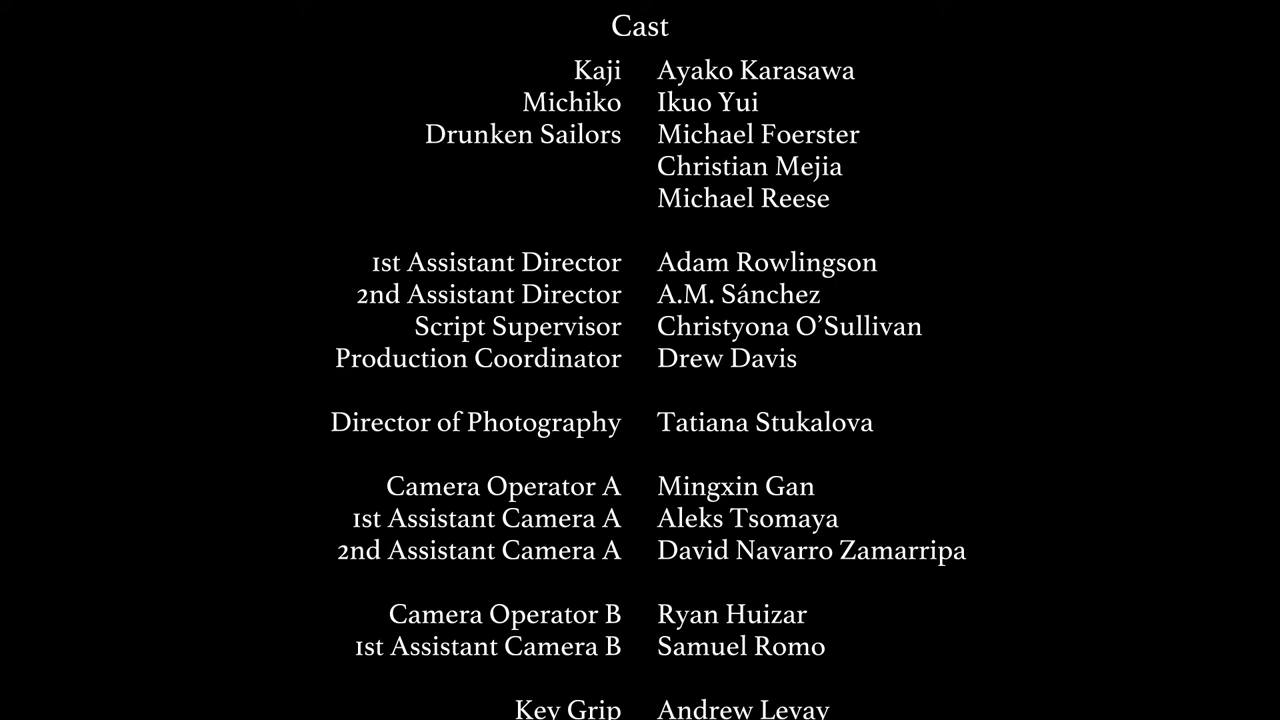 Cast
Kaji Ayako Karasawa
Michiko Ikuo Yui
Drunken Sailors Michael Foerster
Christian Mejia
Michael Reese
1st Assistant Director Adam Rowlingson
2nd Assistant Director A.M. Sánchez
Script Supervisor Christyona O’Sullivan
Production Coordinator Drew Davis
Director of Photography Tatiana Stukalova
Camera Operator A Mingxin Gan
1st Assistant Camera A Aleks Tsomaya
2nd Assistant Camera A David Navarro Zamarripa
Camera Operator B Ryan Huizar
1st Assistant Camera B Samuel Romo
Key Grip Andrew Levay